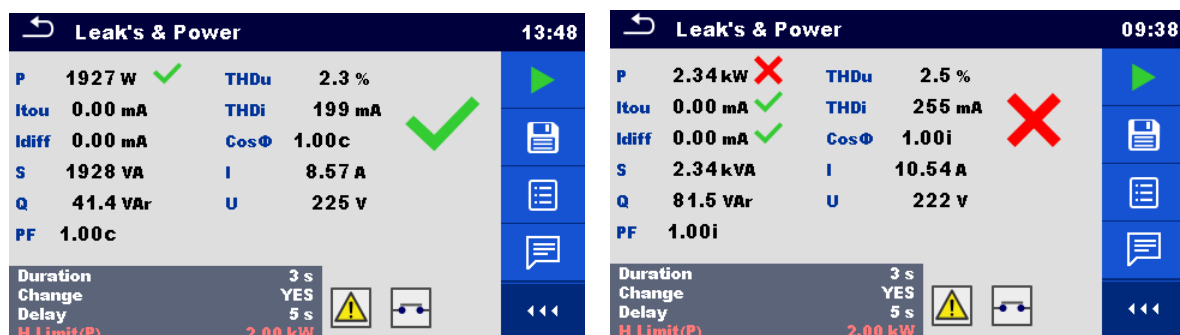 Leak's & Power 13:48
P 1927 W THDu 2.3 %
Itou 0.00 mA THDi 199 mA
Idiff 0.00 mA CosΦ 1.00c
S 1928 VA I 8.57 A
Q 41.4 VAr U 225 V
PF 1.00c
Duration 3 s
Change YES
Delay 5 s
H Limit(P) 2.00 kW
Leak's & Power 09:38
P 2.34 kW THDu 2.5 %
Itou 0.00 mA THDi 255 mA
Idiff 0.00 mA CosΦ 1.00i
S 2.34 kVA I 10.54 A
Q 81.5 VAr U 222 V
PF 1.00i
Duration 3 s
Change YES
Delay 5 s
H Limit(P) 2.00 kW